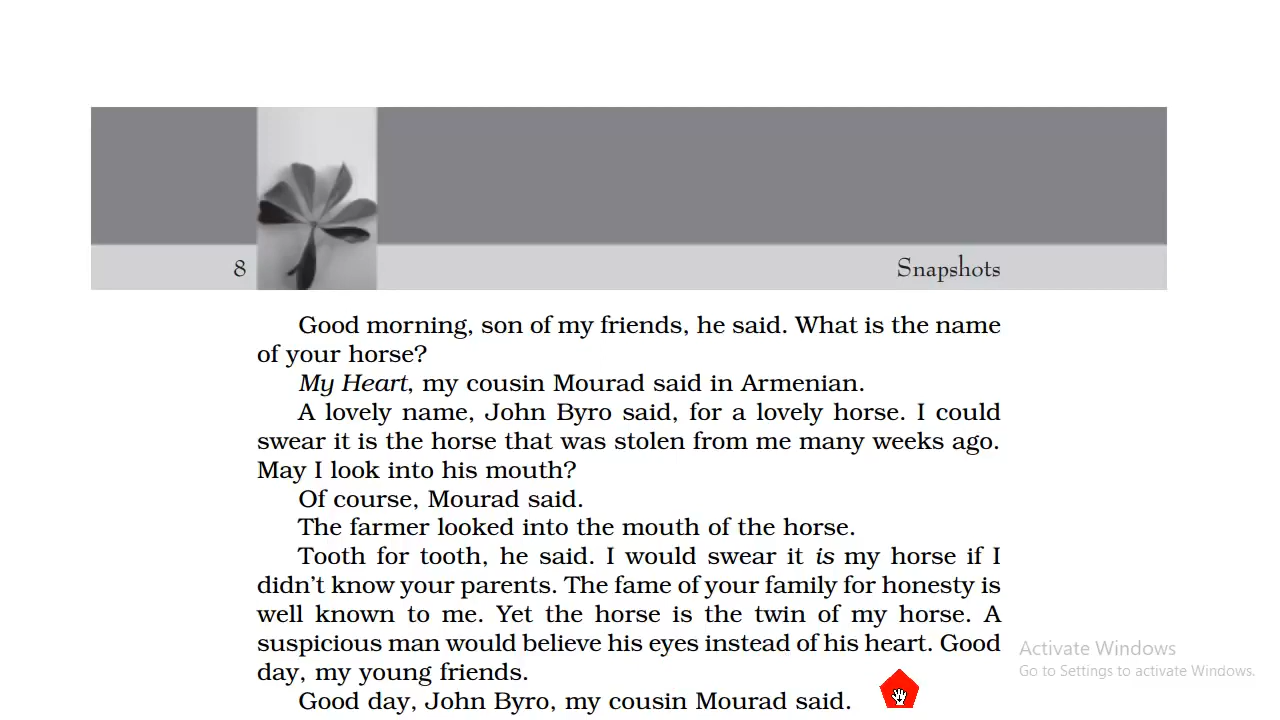 8
Snapshots
Good morning, son of my friends, he said. What is the name
of your horse?
My Heart, my cousin Mourad said in Armenian.
A lovely name, John Byro said, for a lovely horse. I could
swear it is the horse that was stolen from me many weeks ago.
May I look into his mouth?
Of course, Mourad said.
The farmer looked into the mouth of the horse.
Tooth for tooth, he said. I would swear it is my horse if I
didn’t know your parents. The fame of your family for honesty is
well known to me. Yet the horse is the twin of my horse. A
suspicious man would believe his eyes instead of his heart. Good
day, my young friends.
Good day, John Byro, my cousin Mourad said.
Activate Windows
Go to Settings to activate Windows.